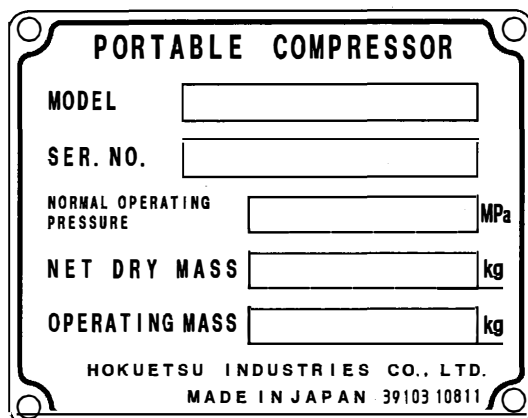 PORTABLE COMPRESSOR
MODEL
SER. NO.
NORMAL OPERATING
PRESSURE
MPa
NET DRY MASS
kg
OPERATING MASS
kg
HOKUETSU INDUSTRIES CO., LTD.
MADE IN JAPAN 39103 10811